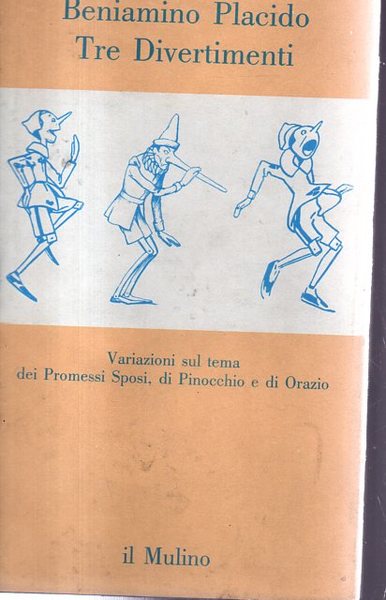 Beniamino Placido
Tre Divertimenti
Variazioni sul tema
dei Promessi Sposi, di Pinocchio e di Orazio
il Mulino